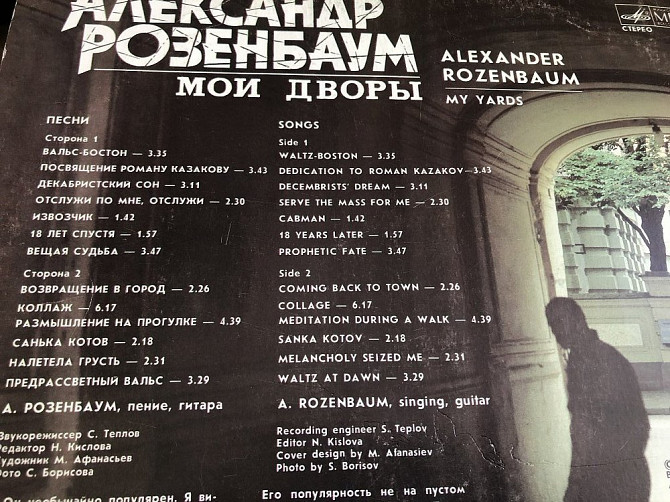 АЛЕКСАНДР
РОЗЕНБАУМ
МОИ ДВОРЫ
ALEXANDER
ROZENBAUM
MY YARDS
СТЕРЕО
ПЕСНИ
Сторона 1
ВАЛЬС-БОСТОН — 3.35
ПОСВЯЩЕНИЕ РОМАНУ КАЗАКОВУ — 3.43
ДЕКАБРИСТСКИЙ СОН — 3.11
ОТСЛУЖИ ПО МНЕ, ОТСЛУЖИ — 2.30
ИЗВОЗЧИК — 1.42
18 ЛЕТ СПУСТЯ — 1.57
ВЕЩАЯ СУДЬБА — 3.47
Сторона 2
ВОЗВРАЩЕНИЕ В ГОРОД — 2.26
КОЛЛАЖ — 6.17
РАЗМЫШЛЕНИЕ НА ПРОГУЛКЕ — 4.39
САНЬКА КОТОВ — 2.18
НАЛЕТЕЛА ГРУСТЬ — 2.31
ПРЕДРАССВЕТНЫЙ ВАЛЬС — 3.29
А. РОЗЕНБАУМ, пение, гитара
Звукорежиссер С. Теплов
Редактор Н. Кислова
Художник М. Афанасьев
Фото С. Борисова
SONGS
Side 1
WALTZ-BOSTON — 3.35
DEDICATION TO ROMAN KAZAKOV—3.43
DECEMBRISTS' DREAM — 3.11
SERVE THE MASS FOR ME — 2.30
CABMAN — 1.42
18 YEARS LATER — 1.57
PROPHETIC FATE — 3.47
Side 2
COMING BACK TO TOWN — 2.26
COLLAGE — 6.17
MEDITATION DURING A WALK — 4.39
SANKA KOTOV — 2.18
MELANCHOLY SEIZED ME — 2.31
WALTZ AT DAWN — 3.29
A. ROZENBAUM, singing, guitar
Recording engineer S. Teplov
Editor N. Kislova
Cover design by M. Afanasiev
Photo by S. Borisov
Он необычайно популярен. Я ви-
Его популярность не на пустом